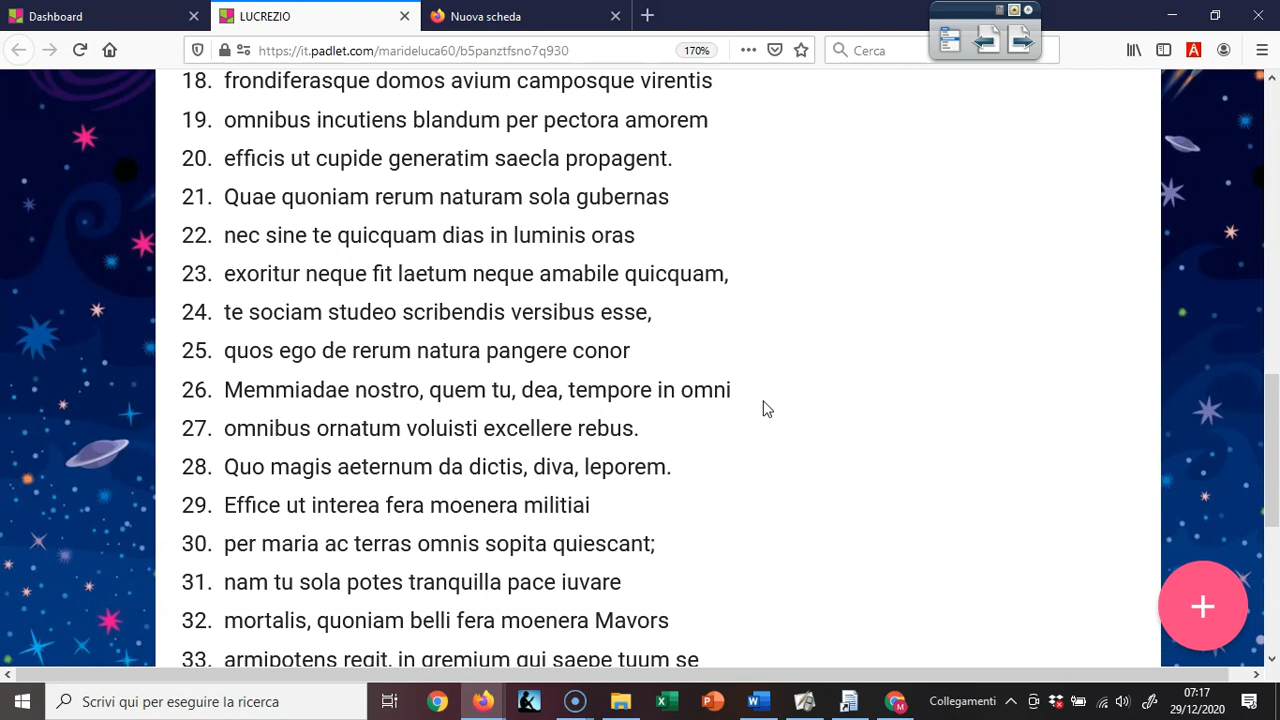 Dashboard
LUCREZIO
Nuova scheda
https://it.padlet.com/marideluca60/b5panztfsno7q930
170%
Cerca
18. frondiferasque domos avium camposque virentis
19. omnibus incutiens blandum per pectora amorem
20. efficis ut cupide generatim saecla propagent.
21. Quae quoniam rerum naturam sola gubernas
22. nec sine te quicquam dias in luminis oras
23. exoritur neque fit laetum neque amabile quicquam,
24. te sociam studeo scribendis versibus esse,
25. quos ego de rerum natura pangere conor
26. Memmiadae nostro, quem tu, dea, tempore in omni
27. omnibus ornatum voluisti excellere rebus.
28. Quo magis aeternum da dictis, diva, leporem.
29. Effice ut interea fera moenera militiai
30. per maria ac terras omnis sopita quiescant;
31. nam tu sola potes tranquilla pace iuvare
32. mortalis, quoniam belli fera moenera Mavors
33. armipotens regit, in gremium qui saepe tuum se
Scrivi qui per eseguire la ricerca
Collegamenti
07:17
29/12/2020